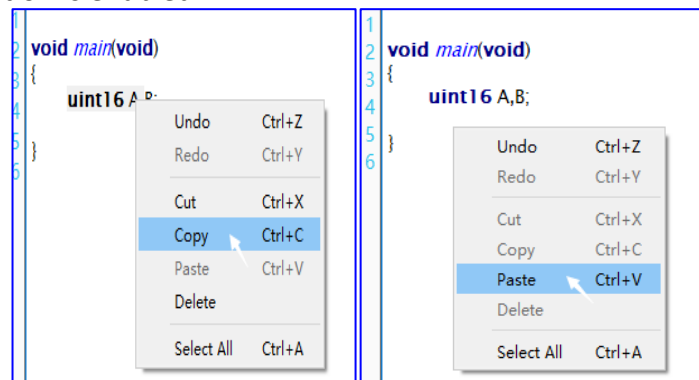 1
2 void main(void)
3 {
4 uint16 A,B;
5
6 }
Undo Ctrl+Z
Redo Ctrl+Y
Cut Ctrl+X
Copy Ctrl+C
Paste Ctrl+V
Delete
Select All Ctrl+A
1
2 void main(void)
3 {
4 uint16 A,B;
5 }
6
Undo Ctrl+Z
Redo Ctrl+Y
Cut Ctrl+X
Copy Ctrl+C
Paste Ctrl+V
Delete
Select All Ctrl+A